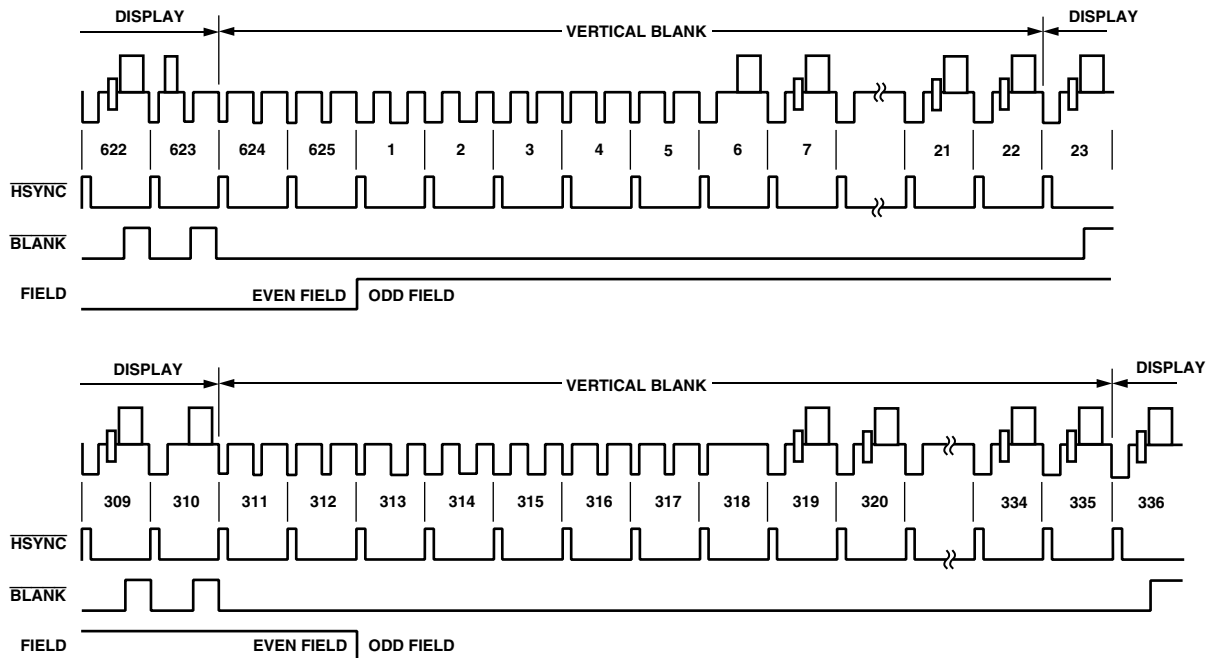 DISPLAY VERTICAL BLANK DISPLAY
622 623 624 625 1 2 3 4 5 6 7 21 22 23
HSYNC
BLANK
FIELD EVEN FIELD ODD FIELD
DISPLAY VERTICAL BLANK DISPLAY
309 310 311 312 313 314 315 316 317 318 319 320 334 335 336
HSYNC
BLANK
FIELD EVEN FIELD ODD FIELD